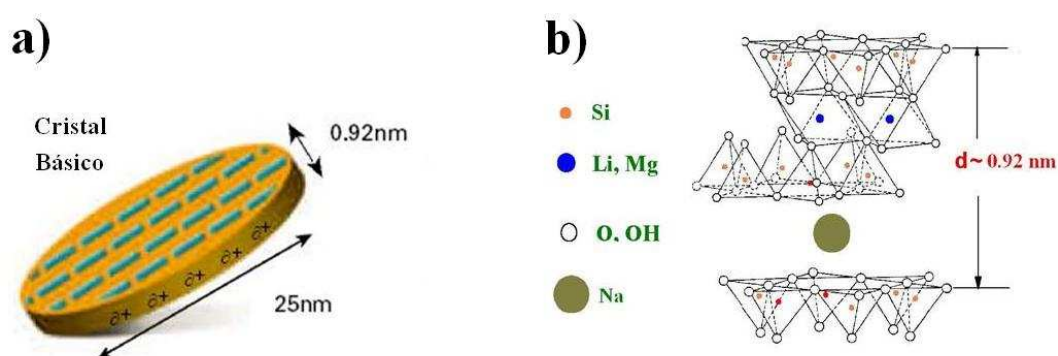 a)
Cristal
Básico
0.92nm
∂+ ∂+ ∂+ ∂+ ∂+
25nm
b)
Si
Li, Mg
O, OH
Na
d~ 0.92 nm